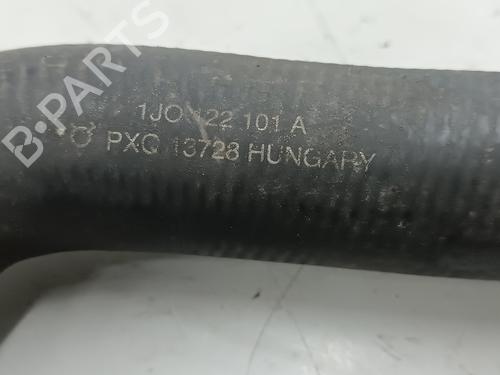 B-PARTS
1JO 122 101 A
PXC 13728 HUNGARY